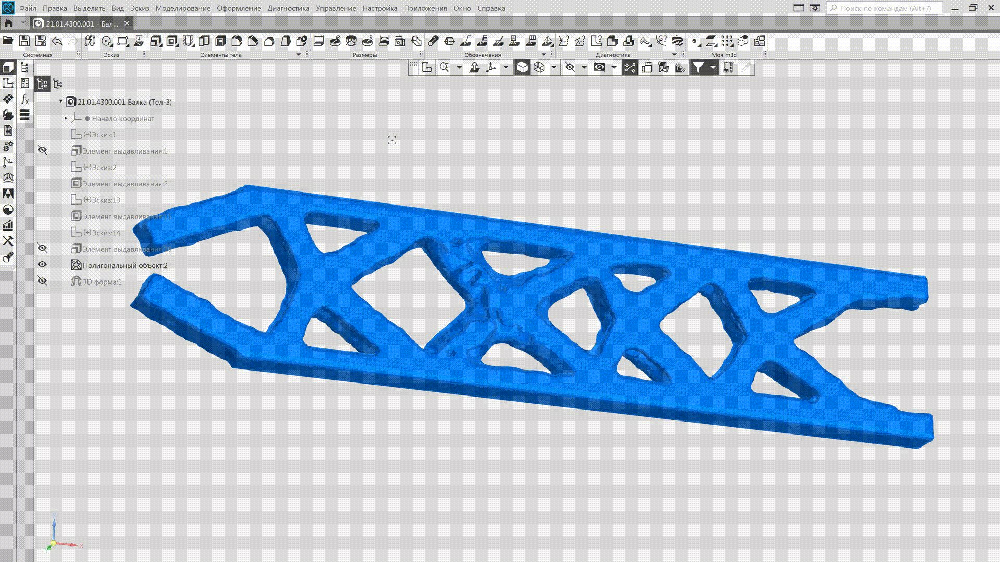 Файл Правка Выделить Вид Эскиз Моделирование Оформление Диагностика Управление Настройка Приложения Окно Справка
Поиск по командам (Alt+/)
21.01.4300.001 - Бал...
Системная Эскиз Элементы тела Размеры Обозначения Диагностика Моя m3d
21.01.4300.001 Балка (Тел-3)
Начало координат
(−)Эскиз:1
Элемент выдавливания:1
(−)Эскиз:2
Элемент выдавливания:2
(+)Эскиз:13
Элемент выдавливания:15
(+)Эскиз:14
Элемент выдавливания:16
Полигональный объект:2
3D форма:1
Z
X
Y